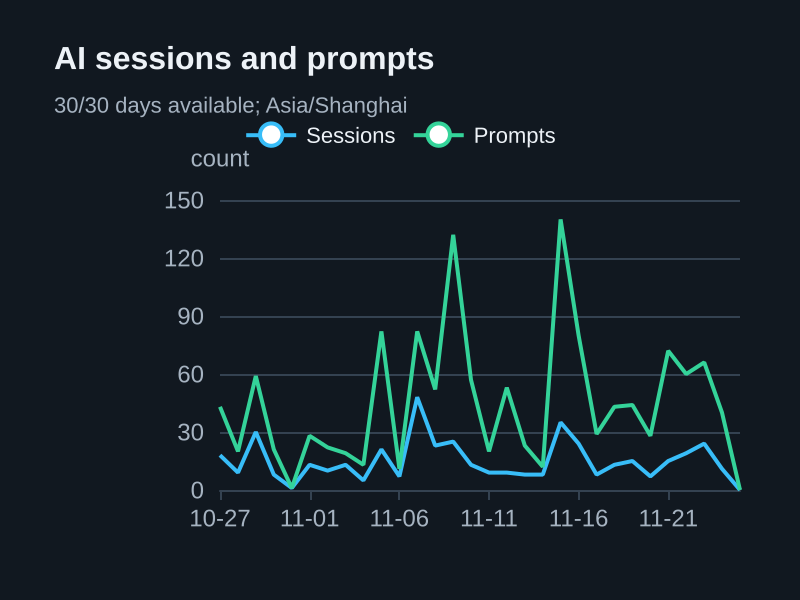 AI sessions and prompts
30/30 days available; Asia/Shanghai
Sessions Prompts
count
150
120
90
60
30
0
10-27 11-01 11-06 11-11 11-16 11-21